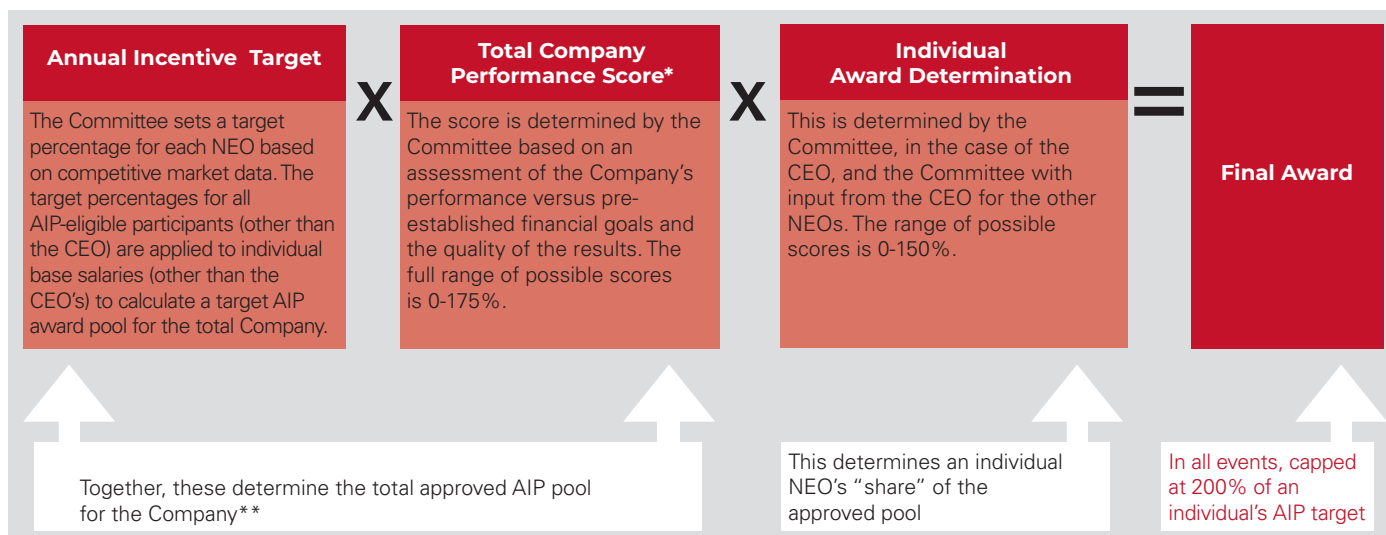 Annual Incentive Target
The Committee sets a target
percentage for each NEO based
on competitive market data. The
target percentages for all
AIP-eligible participants (other than
the CEO) are applied to individual
base salaries (other than the
CEO's) to calculate a target AIP
award pool for the total Company.
X
Total Company
Performance Score*
The score is determined by the
Committee based on an
assessment of the Company's
performance versus pre-
established financial goals and
the quality of the results. The
full range of possible scores
is 0-175%.
X
Individual
Award Determination
This is determined by the
Committee, in the case of the
CEO, and the Committee with
input from the CEO for the other
NEOs. The range of possible
scores is 0-150%.
=
Final Award
Together, these determine the total approved AIP pool
for the Company**
This determines an individual
NEO's “share” of the
approved pool
In all events, capped
at 200% of an
individual's AIP target